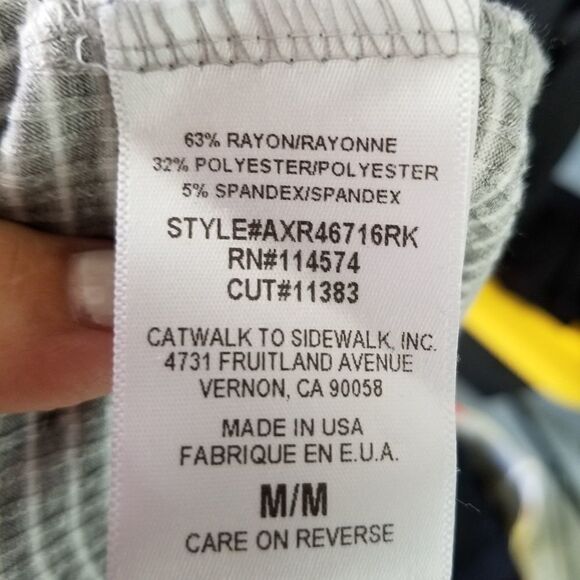 63% RAYON/RAYONNE
32% POLYESTER/POLYESTER
5% SPANDEX/SPANDEX
STYLE#AXR46716RK
RN#114574
CUT#11383
CATWALK TO SIDEWALK, INC.
4731 FRUITLAND AVENUE
VERNON, CA 90058
MADE IN USA
FABRIQUE EN E.U.A.
M/M
CARE ON REVERSE